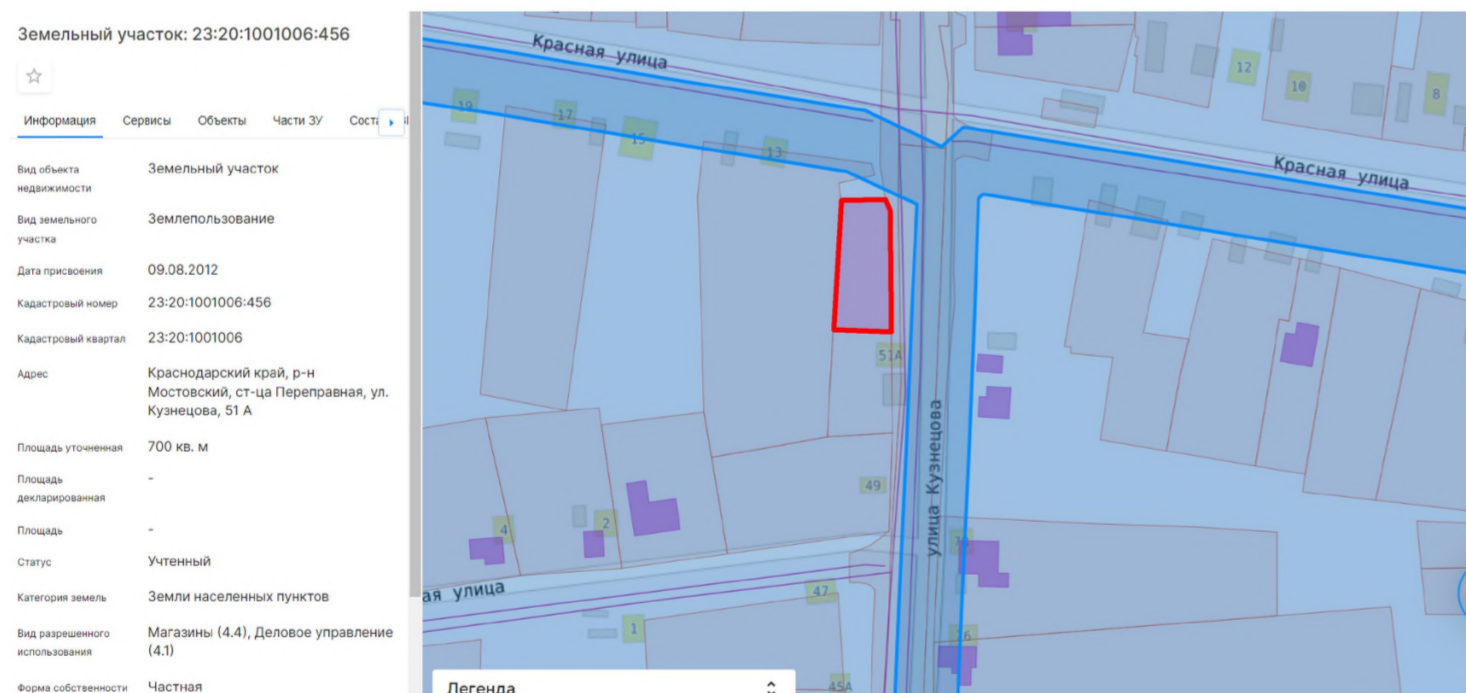 Земельный участок: 23:20:1001006:456
Информация Сервисы Объекты Части ЗУ Соста
Вид объекта недвижимости
Земельный участок
Вид земельного участка
Землепользование
Дата присвоения
09.08.2012
Кадастровый номер
23:20:1001006:456
Кадастровый квартал
23:20:1001006
Адрес
Краснодарский край, р-н
Мостовский, ст-ца Переправная, ул.
Кузнецова, 51 А
Площадь уточненная
700 кв. м
Площадь декларированная
-
Площадь
-
Статус
Учтенный
Категория земель
Земли населенных пунктов
Вид разрешенного использования
Магазины (4.4), Деловое управление
(4.1)
Форма собственности
Частная
Красная улица
12
10
8
19
17
15
13
Красная улица
51А
улица Кузнецова
49
4
2
ая улица
47
1
16
45А
Легенда